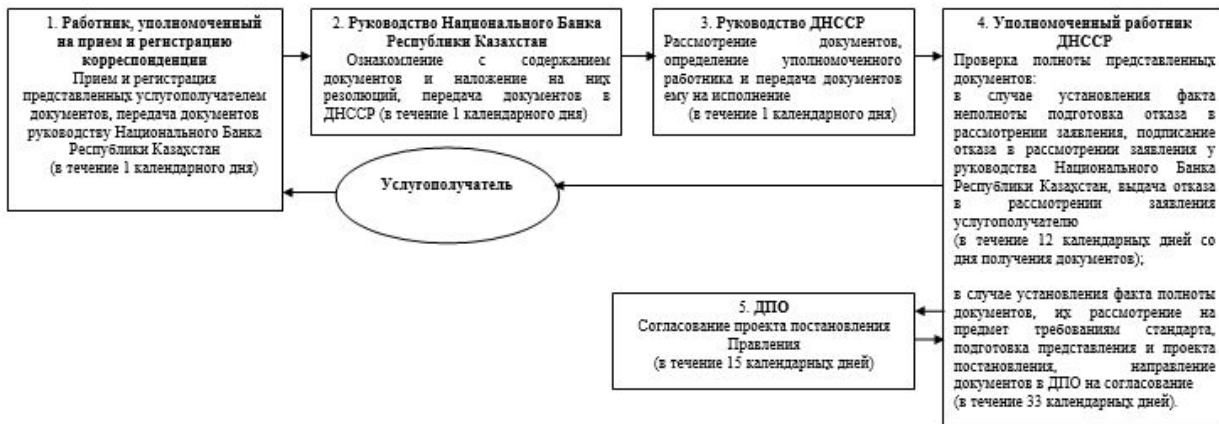 1. Работник, уполномоченный
на прием и регистрацию
корреспонденции
Прием и регистрация
представленных услугополучателем
документов, передача документов
руководству Национального Банка
Республики Казахстан
(в течение 1 календарного дня)
2. Руководство Национального Банка
Республики Казахстан
Ознакомление с содержанием
документов и наложение на них
резолюций, передача документов в
ДНССР (в течение 1 календарного дня)
3. Руководство ДНССР
Рассмотрение документов,
определение уполномоченного
работника и передача документов
ему на исполнение
(в течение 1 календарного дня)
4. Уполномоченный работник
ДНССР
Проверка полноты представленных
документов:
в случае установления факта
неполноты подготовка отказа в
рассмотрении заявления, подписание
отказа в рассмотрении заявления у
руководства Национального Банка
Республики Казахстан, выдача отказа
в рассмотрении заявления
услугополучателю
(в течение 12 календарных дней со
дня получения документов);
в случае установления факта полноты
документов, их рассмотрение на
предмет требованиям стандарта,
подготовка представления и проекта
постановления, направление
документов в ДПО на согласование
(в течение 33 календарных дней).
Услугополучатель
5. ДПО
Согласование проекта постановления
Правления
(в течение 15 календарных дней)